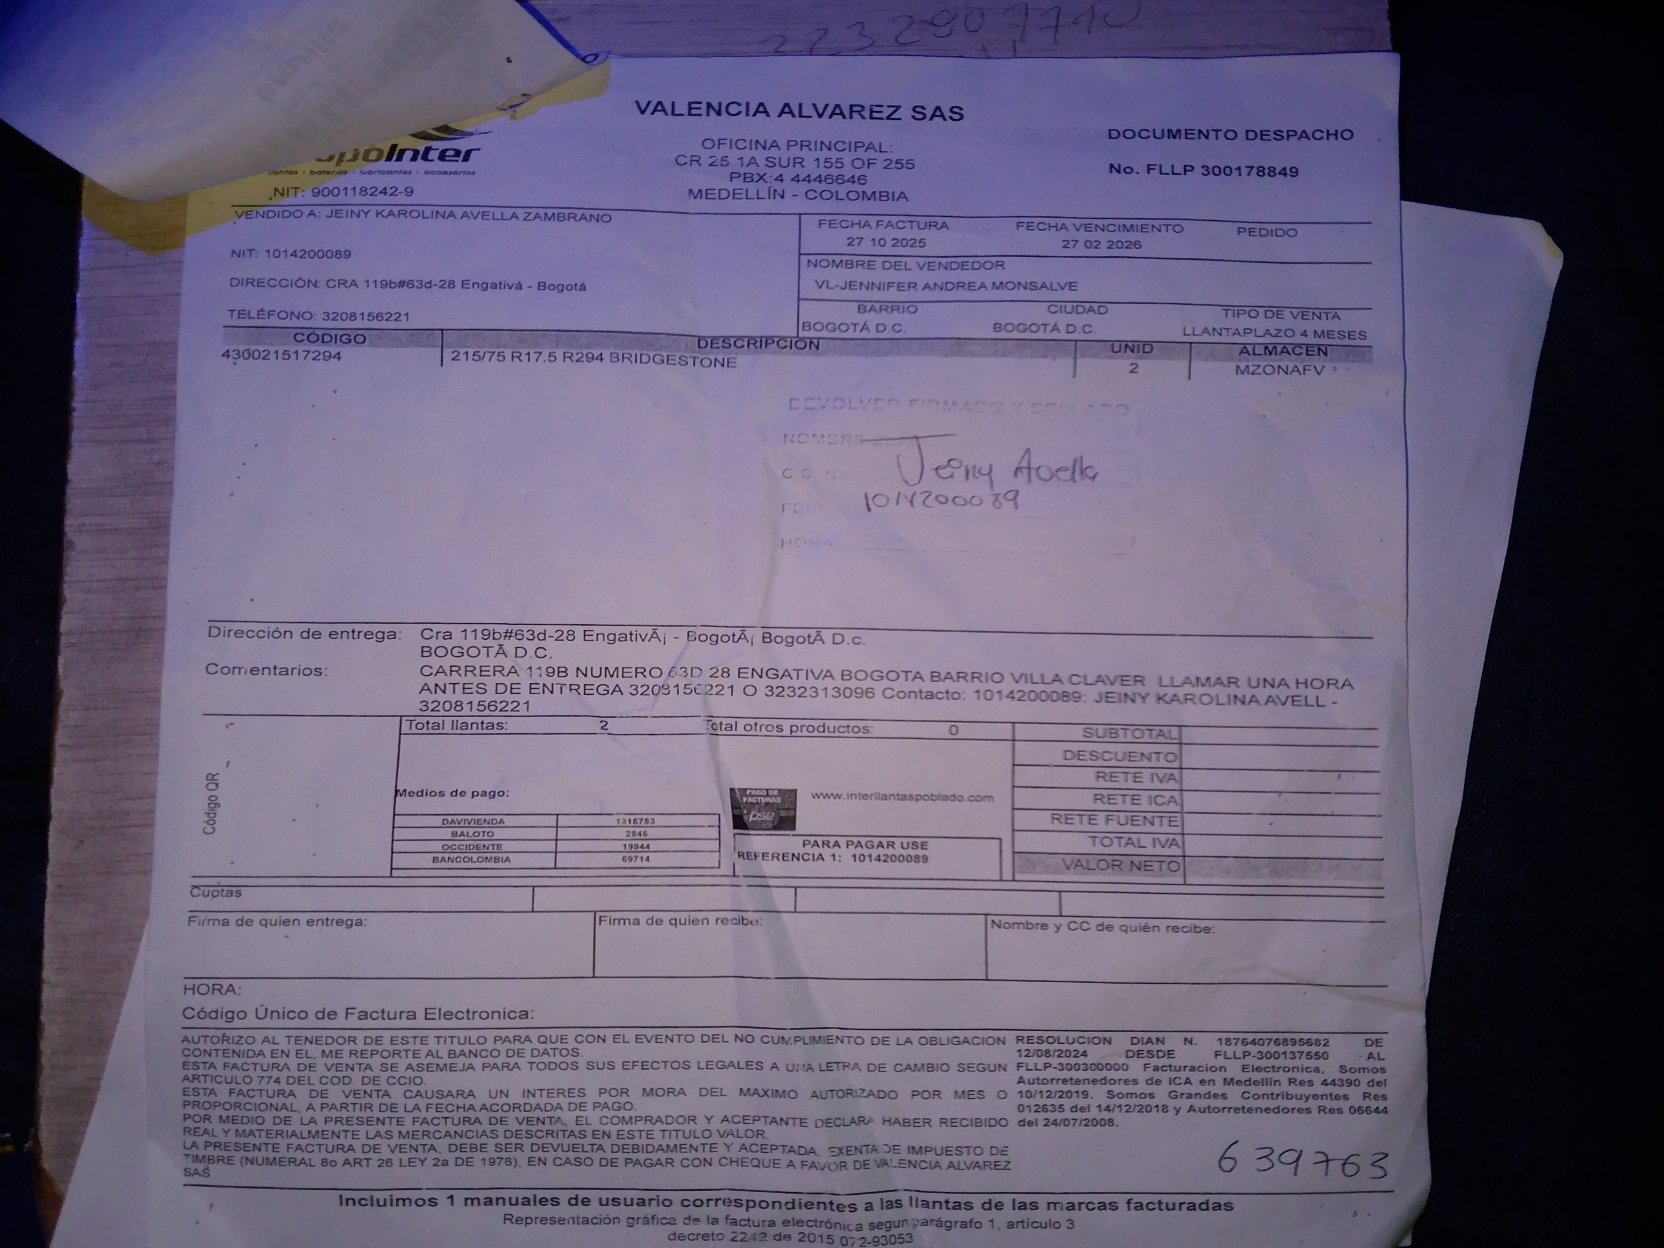 2232907710
VALENCIA ALVAREZ SAS
OFICINA PRINCIPAL:
CR 25 1A SUR 155 OF 255
PBX:4 4446646
MEDELLÍN - COLOMBIA
DOCUMENTO DESPACHO
No. FLLP 300178849
upoInter
llantas - baterías - lubricantes - accesorios
NIT: 900118242-9
VENDIDO A: JEINY KAROLINA AVELLA ZAMBRANO
NIT: 1014200089
DIRECCIÓN: CRA 119b#63d-28 Engativá - Bogotá
TELÉFONO: 3208156221
FECHA FACTURA FECHA VENCIMIENTO PEDIDO
27 10 2025 27 02 2026
NOMBRE DEL VENDEDOR
VL-JENNIFER ANDREA MONSALVE
BARRIO CIUDAD TIPO DE VENTA
BOGOTÁ D.C. BOGOTÁ D.C. LLANTAPLAZO 4 MESES
CÓDIGO DESCRIPCIÓN UNID ALMACEN
430021517294 215/75 R17.5 R294 BRIDGESTONE 2 MZONAFV
DEVOLVER FIRMADO Y SELLADO
NOMBRE
C.C. N
Jeiny Avella
1014200089
HORA
Dirección de entrega: Cra 119b#63d-28 EngativÃ¡ - BogotÃ¡ BogotÃ D.c.
BOGOTÃ D.C.
Comentarios: CARRERA 119B NUMERO 63D 28 ENGATIVA BOGOTA BARRIO VILLA CLAVER LLAMAR UNA HORA
ANTES DE ENTREGA 3208156221 O 3232313096 Contacto: 1014200089: JEINY KAROLINA AVELL -
3208156221
Código QR
Total llantas: 2 Total otros productos: 0
Medios de pago:
DAVIVIENDA 1315753
BALOTO 2846
OCCIDENTE 19944
BANCOLOMBIA 69714
PAGO DE
FACTURAS
pse
www.interllantaspoblado.com
PARA PAGAR USE
REFERENCIA 1: 1014200089
SUBTOTAL
DESCUENTO
RETE IVA
RETE ICA
RETE FUENTE
TOTAL IVA
VALOR NETO
Cuotas
Firma de quien entrega: Firma de quien recibe: Nombre y CC de quién recibe:
HORA:
Código Único de Factura Electronica:
AUTORIZO AL TENEDOR DE ESTE TITULO PARA QUE CON EL EVENTO DEL NO CUMPLIMIENTO DE LA OBLIGACION
CONTENIDA EN EL, ME REPORTE AL BANCO DE DATOS.
ESTA FACTURA DE VENTA SE ASEMEJA PARA TODOS SUS EFECTOS LEGALES A UNA LETRA DE CAMBIO SEGUN
ARTICULO 774 DEL COD. DE CCIO.
ESTA FACTURA DE VENTA CAUSARA UN INTERES POR MORA DEL MAXIMO AUTORIZADO POR MES O
PROPORCIONAL, A PARTIR DE LA FECHA ACORDADA DE PAGO.
POR MEDIO DE LA PRESENTE FACTURA DE VENTA, EL COMPRADOR Y ACEPTANTE DECLARA HABER RECIBIDO
REAL Y MATERIALMENTE LAS MERCANCIAS DESCRITAS EN ESTE TITULO VALOR
LA PRESENTE FACTURA DE VENTA, DEBE SER DEVUELTA DEBIDAMENTE Y ACEPTADA, EXENTA DE IMPUESTO DE
TIMBRE (NUMERAL 8o ART 26 LEY 2a DE 1976). EN CASO DE PAGAR CON CHEQUE A FAVOR DE VALENCIA ALVAREZ
SAS
RESOLUCION DIAN N. 18764076895682 DE
12/08/2024 DESDE FLLP-300137550 AL
FLLP-300300000 Facturacion Electronica, Somos
Autorretenedores de ICA en Medellín Res 44390 del
10/12/2019. Somos Grandes Contribuyentes Res
012635 del 14/12/2018 y Autorretenedores Res 06644
del 24/07/2008.
639763
Incluimos 1 manuales de usuario correspondientes a las llantas de las marcas facturadas
Representación gráfica de la factura electrónica segun parágrafo 1, artículo 3
decreto 2242 de 2015 072-93053